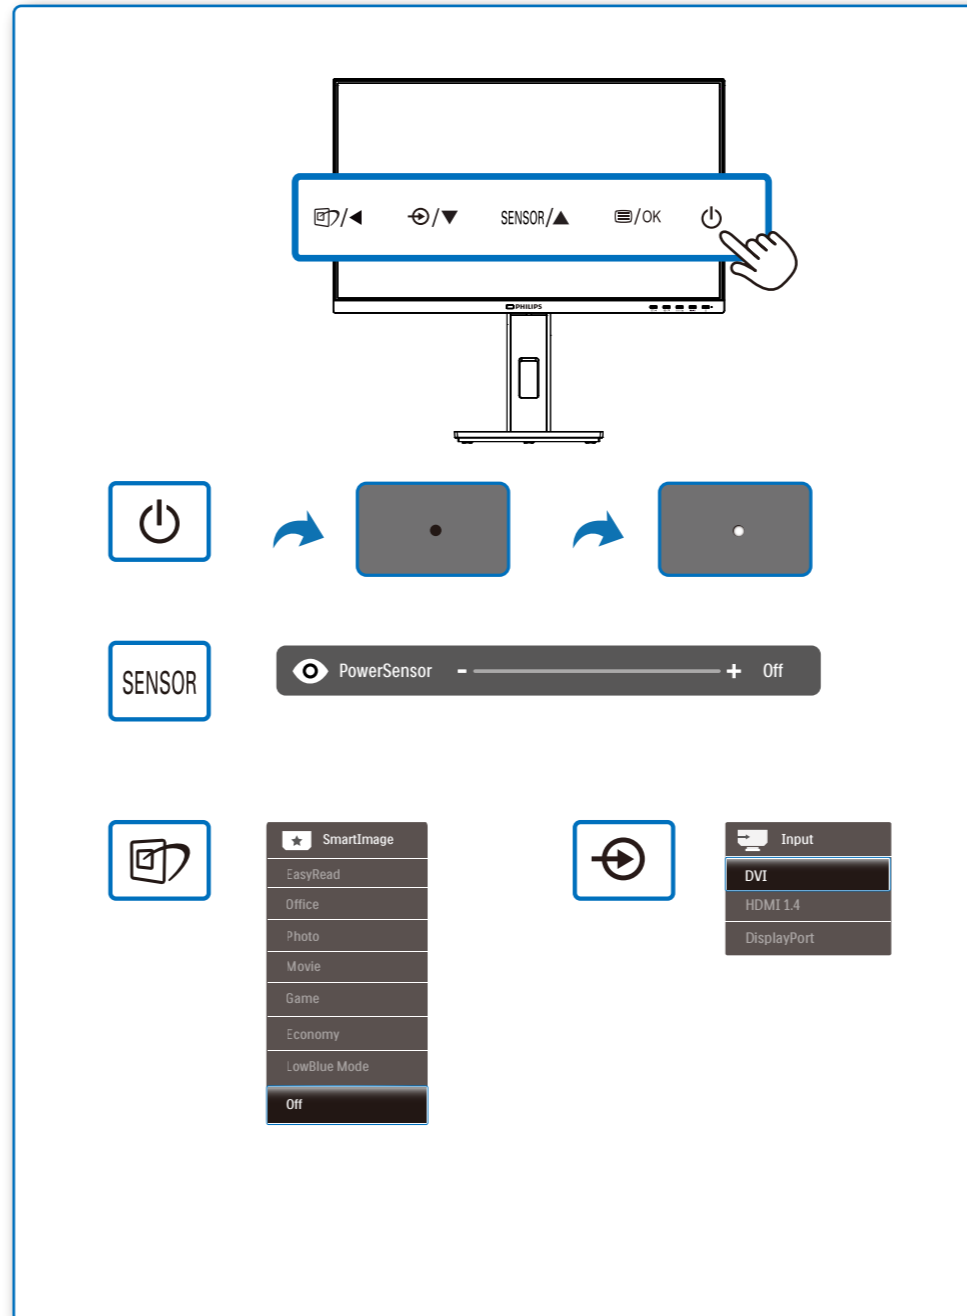 /◀ /▼ SENSOR/▲ /OK
PHILIPS
SENSOR
PowerSensor - + Off
SmartImage
EasyRead
Office
Photo
Movie
Game
Economy
LowBlue Mode
Off
Input
DVI
HDMI 1.4
DisplayPort